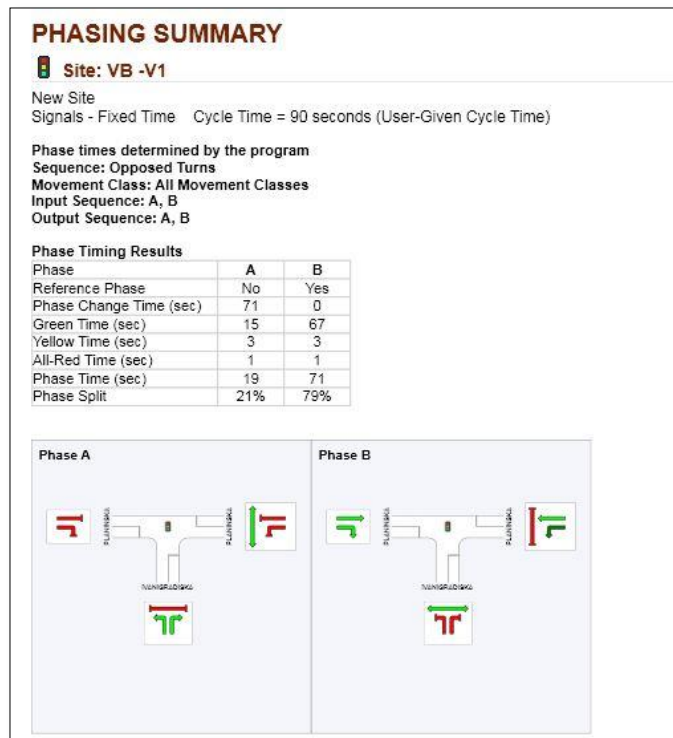 PHASING SUMMARY
Site: VB -V1
New Site
Signals - Fixed Time Cycle Time = 90 seconds (User-Given Cycle Time)
Phase times determined by the program
Sequence: Opposed Turns
Movement Class: All Movement Classes
Input Sequence: A, B
Output Sequence: A, B
Phase Timing Results
Phase A B
Reference Phase No Yes
Phase Change Time (sec) 71 0
Green Time (sec) 15 67
Yellow Time (sec) 3 3
All-Red Time (sec) 1 1
Phase Time (sec) 19 71
Phase Split 21% 79%
Phase A
PLANINSKA
PLANINSKA
Phase B
PLANINSKA
PLANINSKA